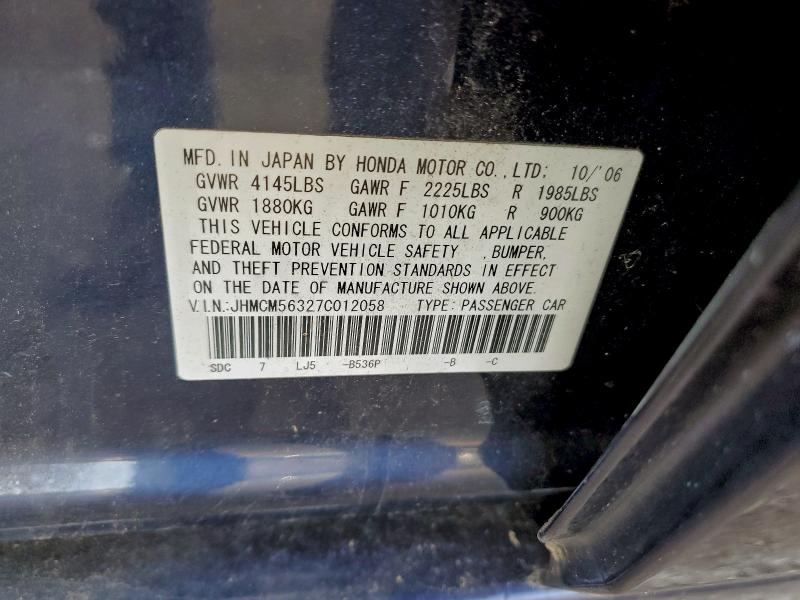 MFD. IN JAPAN BY HONDA MOTOR CO., LTD: 10/'06
GVWR 4145LBS GAWR F 2225LBS R 1985LBS
GVWR 1880KG GAWR F 1010KG R 900KG
THIS VEHICLE CONFORMS TO ALL APPLICABLE
FEDERAL MOTOR VEHICLE SAFETY , BUMPER,
AND THEFT PREVENTION STANDARDS IN EFFECT
ON THE DATE OF MANUFACTURE SHOWN ABOVE.
V.I.N.:JHMCM56327C012058 TYPE: PASSENGER CAR
SDC 7 LJ5 -B536P -B -C